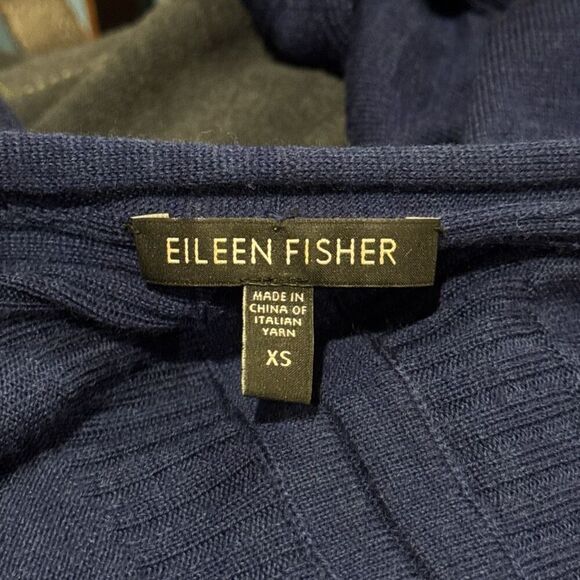 EILEEN FISHER
MADE IN
CHINA OF
ITALIAN
YARN
XS